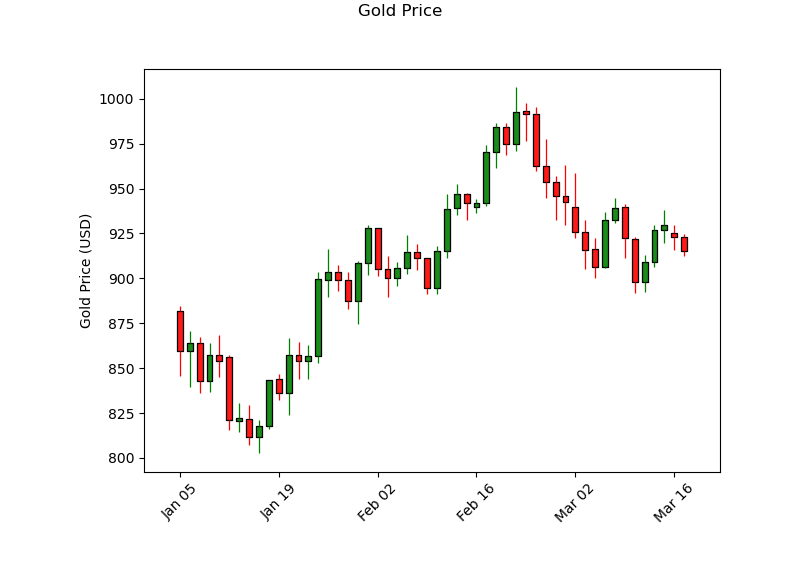 Gold Price
Gold Price (USD)
1000
975
950
925
900
875
850
825
800
Jan 05
Jan 19
Feb 02
Feb 16
Mar 02
Mar 16